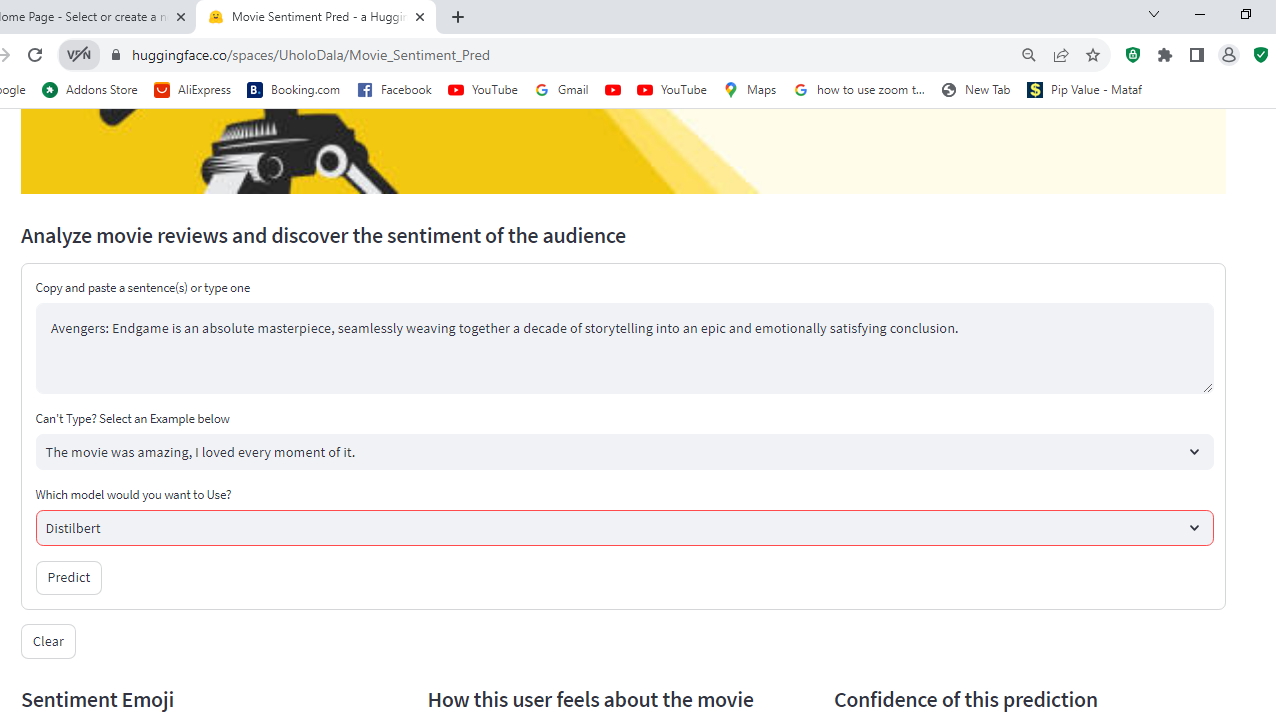 ome Page - Select or create a n
Movie Sentiment Pred - a Huggin
VPN
huggingface.co/spaces/UholoDala/Movie_Sentiment_Pred
ogle Addons Store AliExpress B. Booking.com Facebook YouTube Gmail YouTube Maps how to use zoom t... New Tab $ Pip Value - Mataf
Analyze movie reviews and discover the sentiment of the audience
Copy and paste a sentence(s) or type one
Avengers: Endgame is an absolute masterpiece, seamlessly weaving together a decade of storytelling into an epic and emotionally satisfying conclusion.
Can't Type? Select an Example below
The movie was amazing, I loved every moment of it.
Which model would you want to Use?
Distilbert
Predict
Clear
Sentiment Emoji How this user feels about the movie Confidence of this prediction